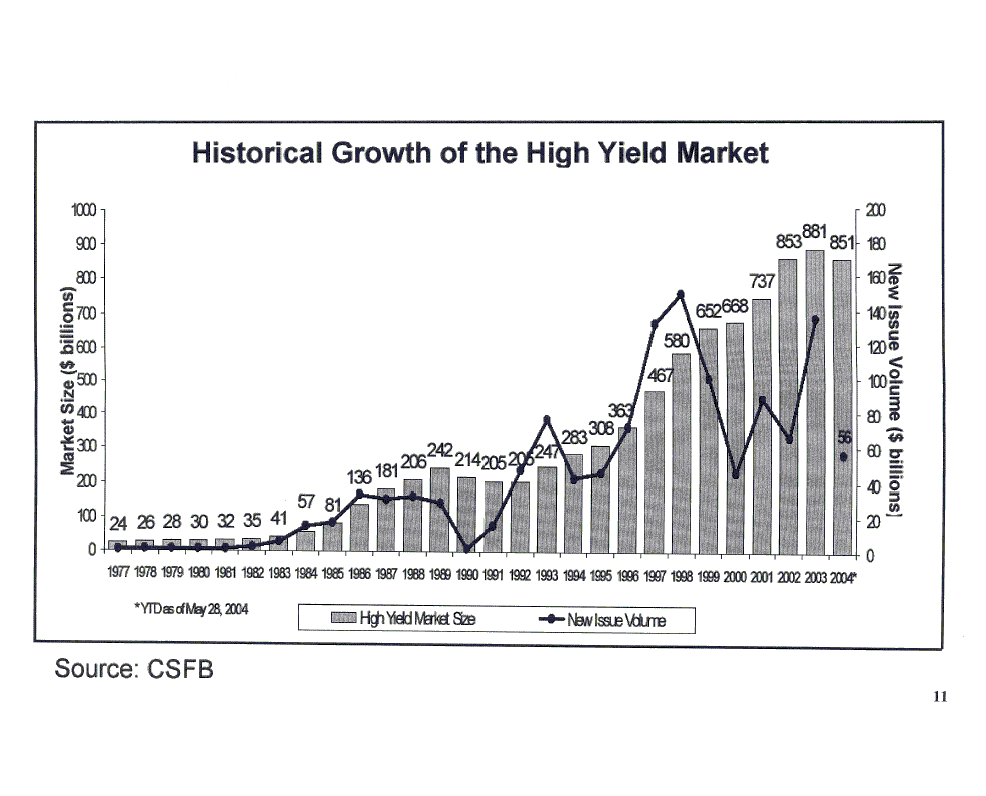 Historical Growth of the High Yield Market
1000
900
800
700
600
500
400
300
200
100
0
Market Size ($ billions)
24 26 28 30 32 35 41 57 81 136 181 206 242 214 205 206 247 283 308 363 467 580 652 668 737 853 881 851
56
200
180
160
140
120
100
80
60
40
20
0
New Issue Volume ($ billions]
1977 1978 1979 1980 1981 1982 1983 1984 1985 1986 1987 1988 1989 1990 1991 1992 1993 1994 1995 1996 1997 1998 1999 2000 2001 2002 2003 2004*
*YTD as of May 28, 2004
High Yield Market Size
New Issue Volume
Source: CSFB
11